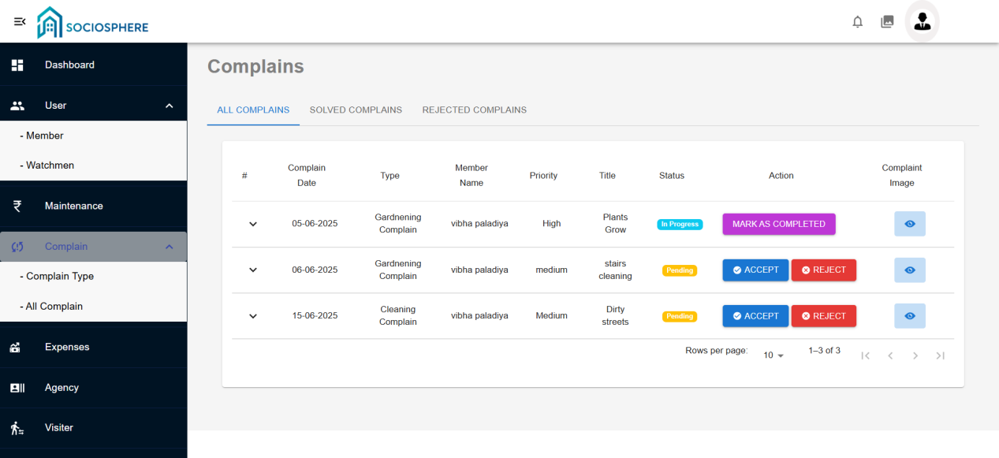 SOCIOSPHERE
Dashboard
User
- Member
- Watchmen
Maintenance
Complain
- Complain Type
- All Complain
Expenses
Agency
Visiter
Complains
ALL COMPLAINS SOLVED COMPLAINS REJECTED COMPLAINS
# Complain Date Type Member Name Priority Title Status Action Complaint Image
05-06-2025 Gardnening Complain vibha paladiya High Plants Grow In Progress MARK AS COMPLETED
06-06-2025 Gardnening Complain vibha paladiya medium stairs cleaning Pending ACCEPT REJECT
15-06-2025 Cleaning Complain vibha paladiya Medium Dirty streets Pending ACCEPT REJECT
Rows per page: 10 1–3 of 3